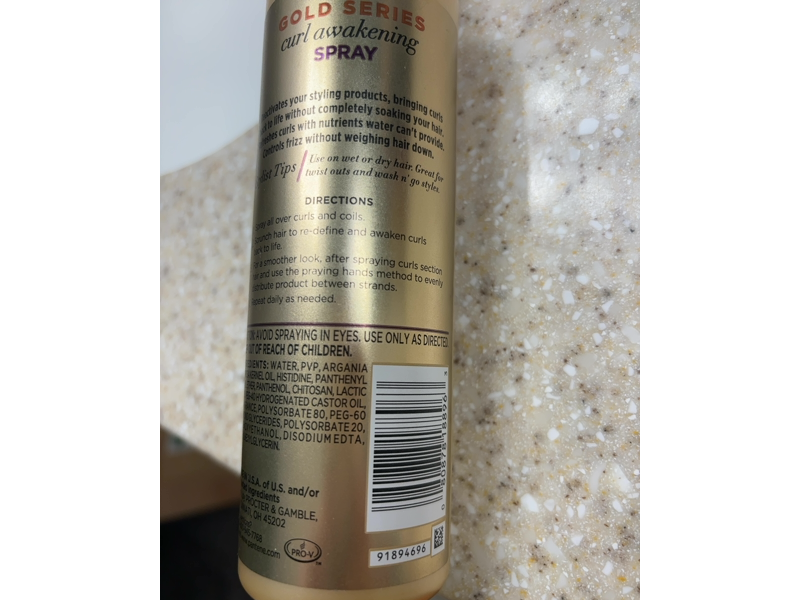 GOLD SERIES
curl awakening
SPRAY
your styling products, bringing curls
to life without completely soaking your hair.
curls with nutrients water can't provide.
Controls frizz without weighing hair down.
Tips / Use on wet or dry hair. Great for
twist outs and wash n' go styles.
DIRECTIONS
all over curls and coils.
hair to re-define and awaken curls
to life.
a smoother look, after spraying curls section
and use the praying hands method to evenly
product between strands.
daily as needed.
AVOID SPRAYING IN EYES. USE ONLY AS DIRECTED
OF REACH OF CHILDREN.
WATER, PVP, ARGANIA
KERNEL OIL, HISTIDINE, PANTHENYL
PANTHENOL, CHITOSAN, LACTIC
HYDROGENATED CASTOR OIL,
POLYSORBATE 80, PEG-60
POLYSORBATE 20,
DISODIUM EDTA,
U.S.A. of U.S. and/or
ingredients
PROCTER & GAMBLE,
OH 45202
.com
PRO-V
91894696